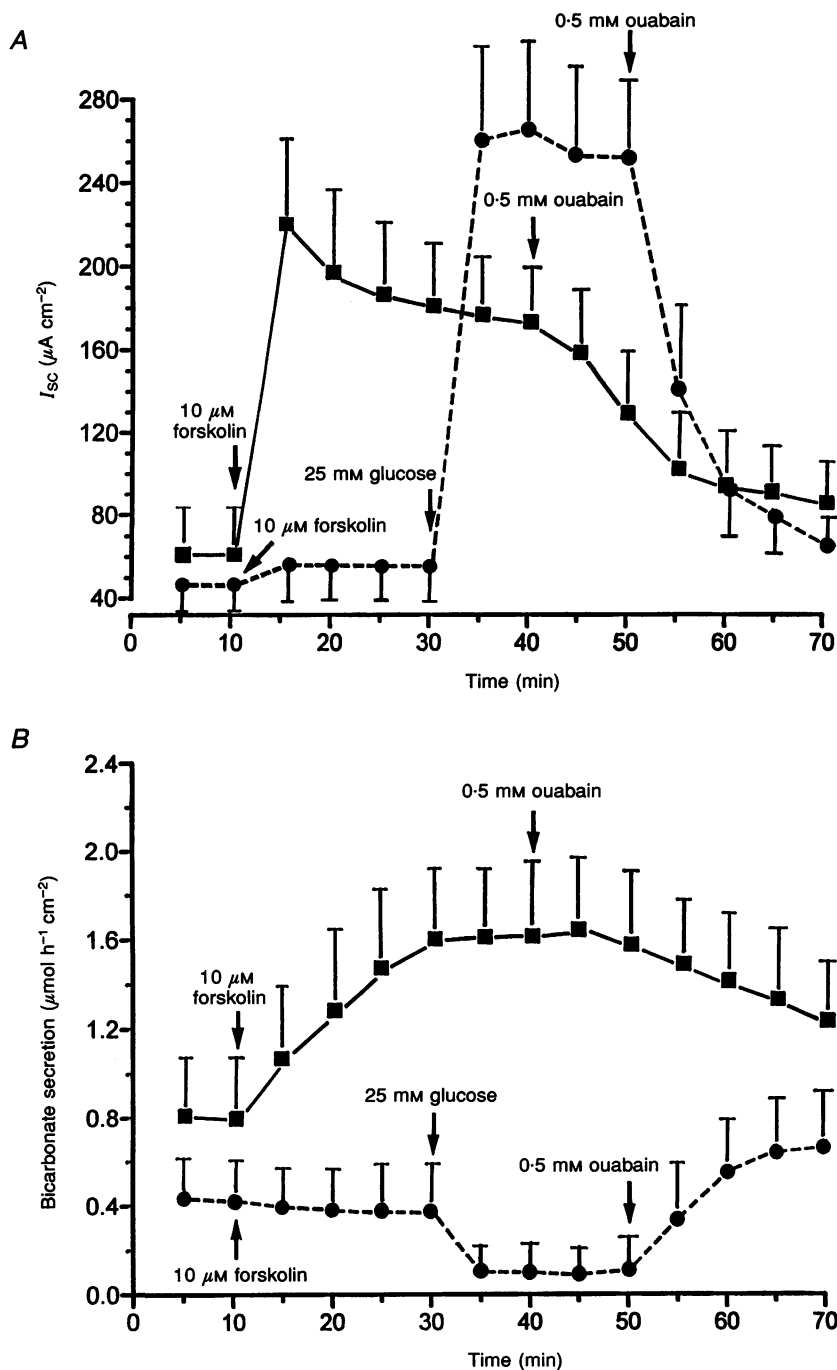 A
0·5 mM ouabain
280
240
0·5 mM ouabain
200
160
120
80
40
I_SC (μA cm⁻²)
10 μM
forskolin
25 mM glucose
10 μM forskolin
0 10 20 30 40 50 60 70
Time (min)
B
2.4
2.0
1.6
1.2
0.8
0.4
0.0
Bicarbonate secretion (μmol h⁻¹ cm⁻²)
0·5 mM ouabain
10 μM
forskolin
25 mM glucose
0·5 mM ouabain
10 μM forskolin
0 10 20 30 40 50 60 70
Time (min)